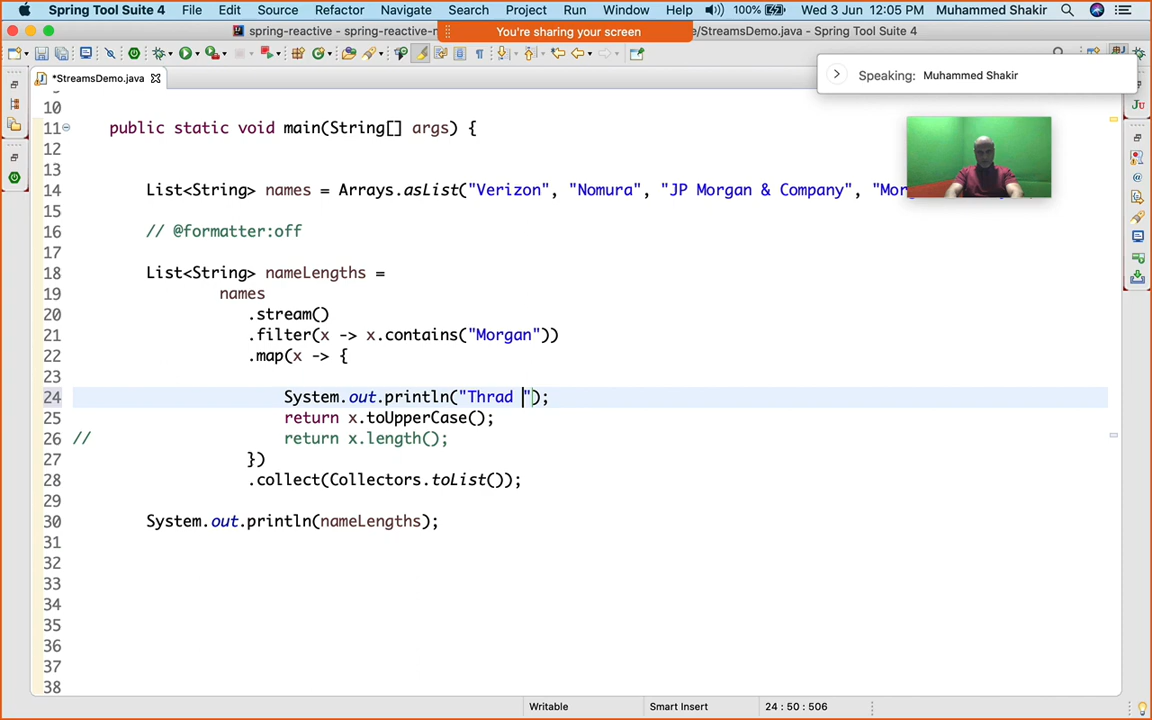 Spring Tool Suite 4 File Edit Source Refactor Navigate Search Project Run Window Help 100% Wed 3 Jun 12:05 PM Muhammed Shakir
spring-reactive - spring-reactive- You're sharing your screen e/StreamsDemo.java - Spring Tool Suite 4
*StreamsDemo.java
Speaking: Muhammed Shakir
10
11 public static void main(String[] args) {
12
13
14 List<String> names = Arrays.asList("Verizon", "Nomura", "JP Morgan & Company", "Mor
15
16 // @formatter:off
17
18 List<String> nameLengths =
19 names
20 .stream()
21 .filter(x -> x.contains("Morgan"))
22 .map(x -> {
23
24 System.out.println("Thrad ");
25 return x.toUpperCase();
26 // return x.length();
27 })
28 .collect(Collectors.toList());
29
30 System.out.println(nameLengths);
31
32
33
34
35
36
37
38
Writable Smart Insert 24 : 50 : 506